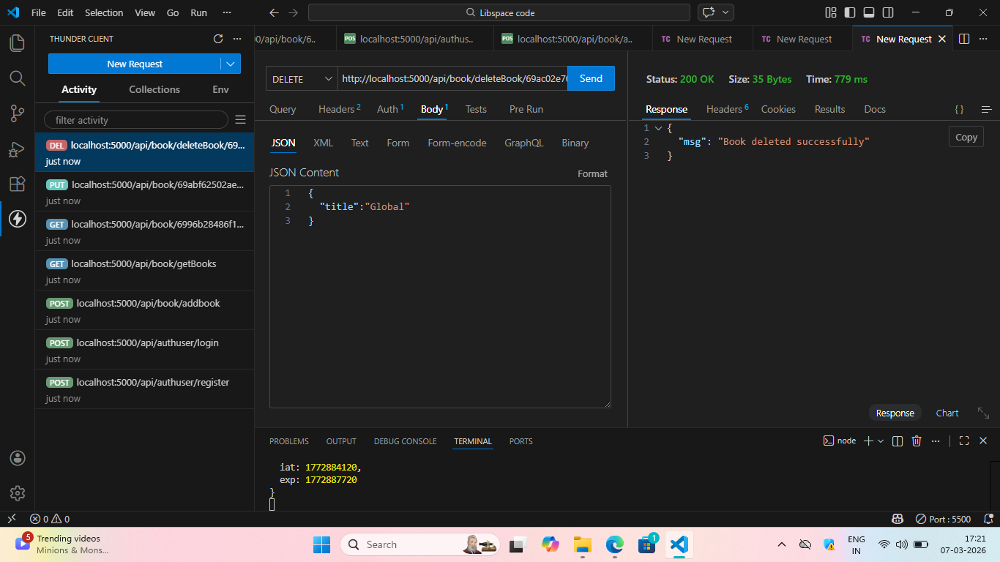 File Edit Selection View Go Run ... Libspace code
THUNDER CLIENT ...
New Request
Activity Collections Env
filter activity
DEL localhost:5000/api/book/deleteBook/69...
just now
PUT localhost:5000/api/book/69abf62502ae...
just now
GET localhost:5000/api/book/6996b28486f1...
just now
GET localhost:5000/api/book/getBooks
just now
POST localhost:5000/api/book/addbook
just now
POST localhost:5000/api/authuser/login
just now
POST localhost:5000/api/authuser/register
just now
00/api/book/6.. POS localhost:5000/api/authus.. POS localhost:5000/api/book/a.. TC New Request TC New Request TC New Request ...
DELETE http://localhost:5000/api/book/deleteBook/69ac02e70 Send
Query Headers 2 Auth 1 Body 1 Tests Pre Run
JSON XML Text Form Form-encode GraphQL Binary
JSON Content Format
1 {
2 "title":"Global"
3 }
Status: 200 OK Size: 35 Bytes Time: 779 ms
Response Headers 6 Cookies Results Docs { }
1 {
2 "msg": "Book deleted successfully"
3 }
Copy
Response Chart
PROBLEMS OUTPUT DEBUG CONSOLE TERMINAL PORTS node ...
iat: 1772884120,
exp: 1772887720
}
0 0 Port : 5500
5 Trending videos
Minions & Mons...
Search
1
ENG
IN
17:21
07-03-2026